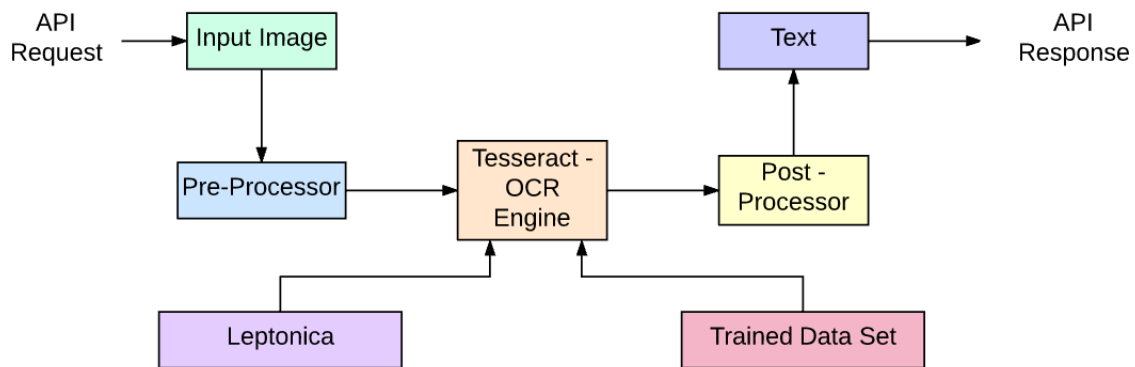 API
Request
Input Image
Text
API
Response
Pre-Processor
Tesseract -
OCR
Engine
Post -
Processor
Leptonica
Trained Data Set